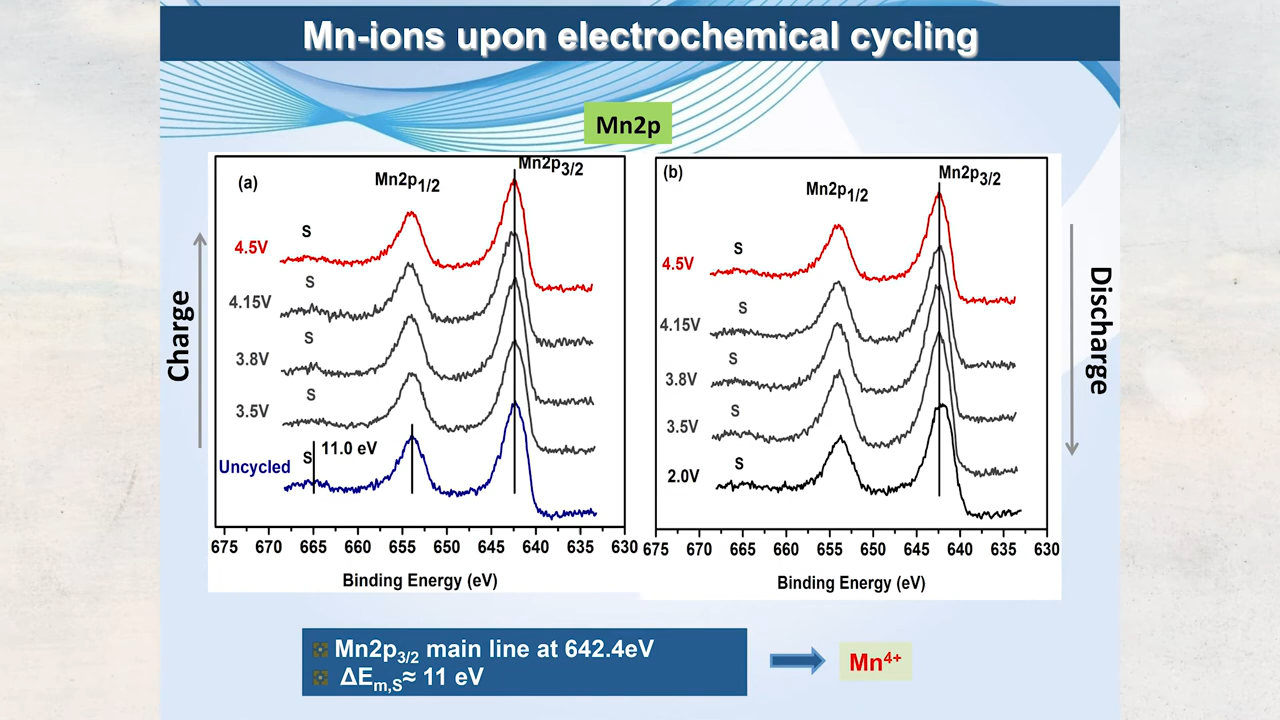 Mn-ions upon electrochemical cycling
Mn2p
(a)
Mn2p1/2
Mn2p3/2
S
4.5V
S
4.15V
S
3.8V
S
3.5V
S
11.0 eV
Uncycled
Charge
675 670 665 660 655 650 645 640 635 630
Binding Energy (eV)
(b)
Mn2p1/2
Mn2p3/2
S
4.5V
S
4.15V
S
3.8V
S
3.5V
S
2.0V
Discharge
675 670 665 660 655 650 645 640 635 630
Binding Energy (eV)
Mn2p3/2 main line at 642.4eV
ΔEm,S≈ 11 eV
Mn4+